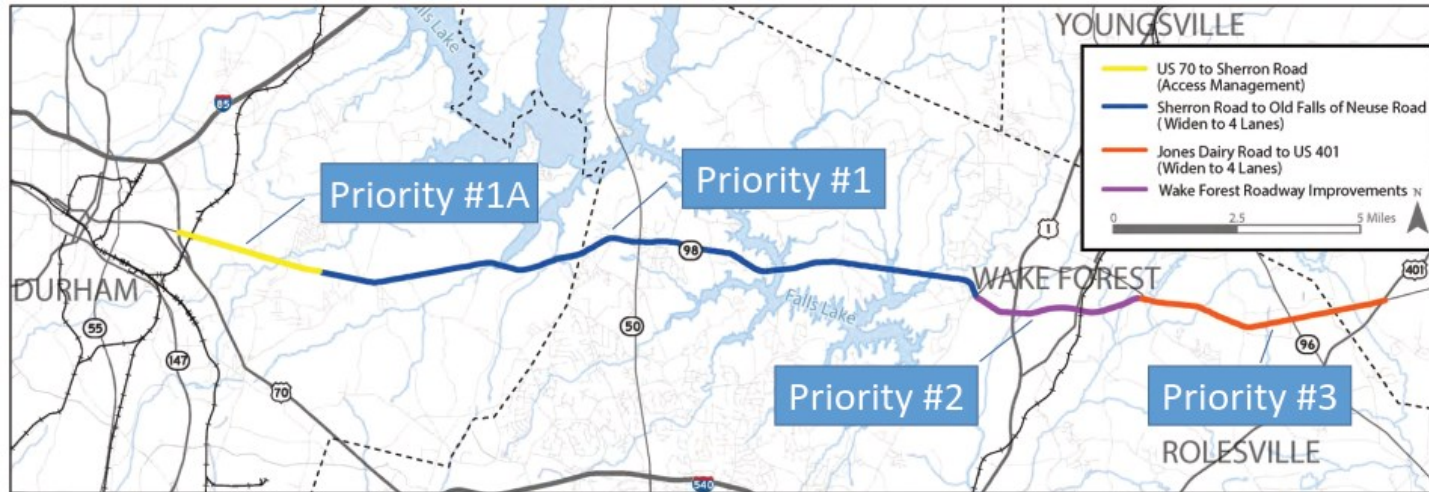 YOUNGSVILLE
Falls Lake
US 70 to Sherron Road
(Access Management)
85
Sherron Road to Old Falls of Neuse Road
(Widen to 4 Lanes)
Jones Dairy Road to US 401
(Widen to 4 Lanes)
Priority #1A
Priority #1
Wake Forest Roadway Improvements
N
0 2.5 5 Miles
1
98
WAKE FOREST
401
DURHAM
Falls Lake
55
50
147
96
70
Priority #2
Priority #3
ROLESVILLE
540